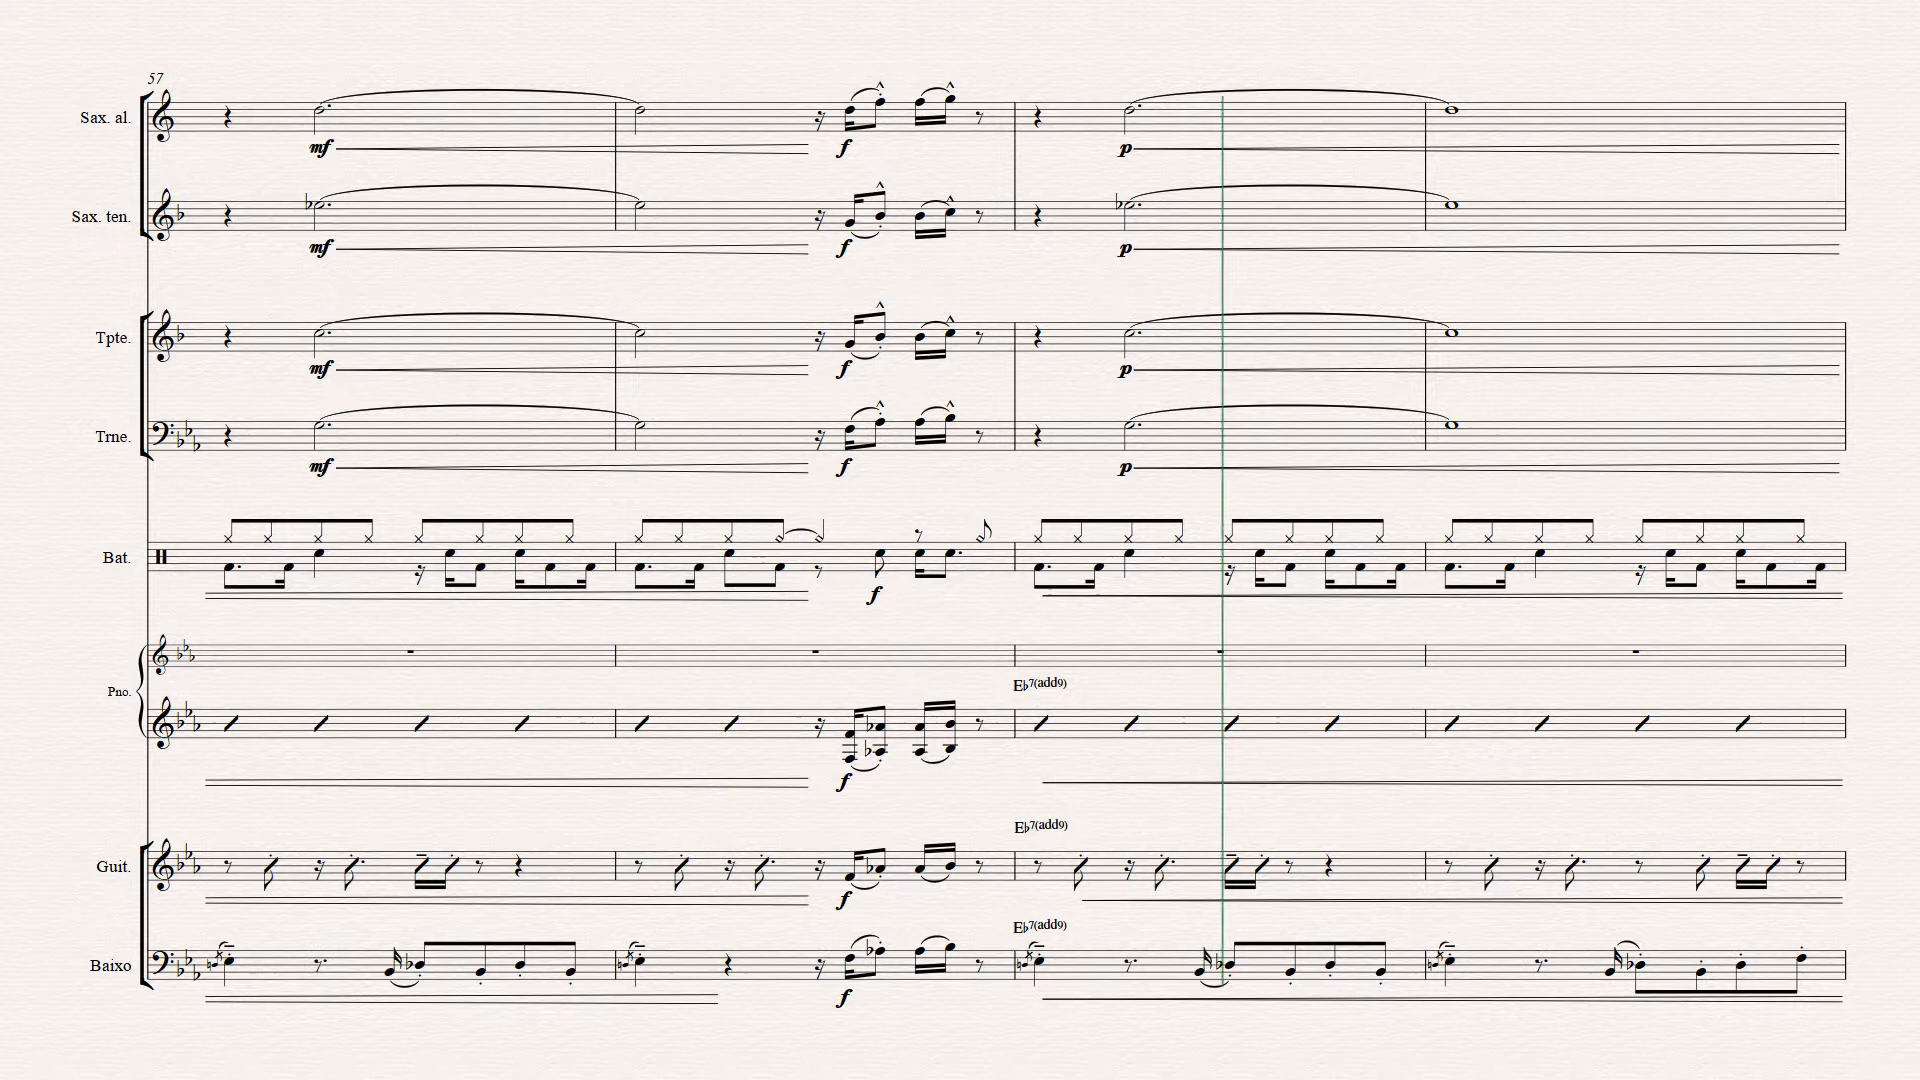 57
Sax. al.
mf f p
Sax. ten.
mf f p
Tpte.
mf f p
Trne.
mf f p
Bat.
f
Pno.
E♭7(add9)
f
E♭7(add9)
Guit.
f
E♭7(add9)
Baixo
f